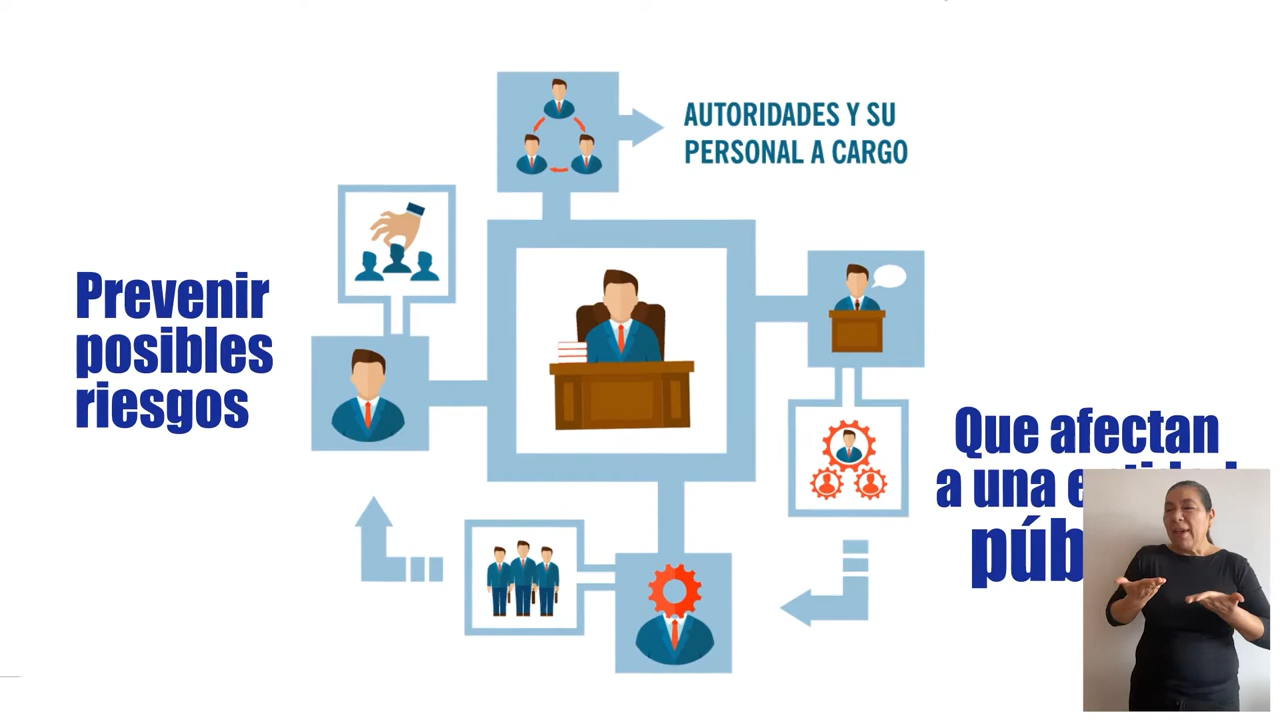 AUTORIDADES Y SU
PERSONAL A CARGO
Prevenir
posibles
riesgos
Que afectan
a una